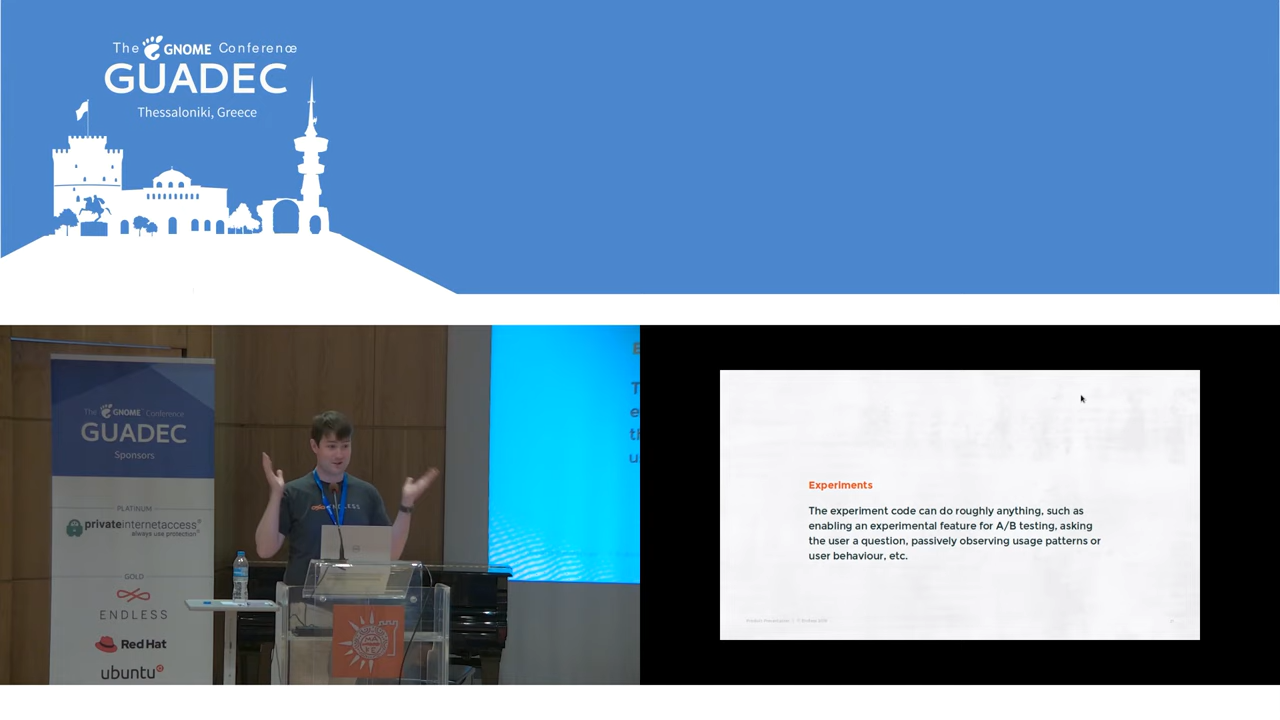 The GNOME Conference
GUADEC
Thessaloniki, Greece
The GNOME Conference
GUADEC
Sponsors
PLATINUM
privateinternetaccess®
always use protection®
GOLD
ENDLESS
Red Hat
ubuntu®
ENDLESS
E
T
e
th
u
Experiments
The experiment code can do roughly anything, such as
enabling an experimental feature for A/B testing, asking
the user a question, passively observing usage patterns or
user behaviour, etc.